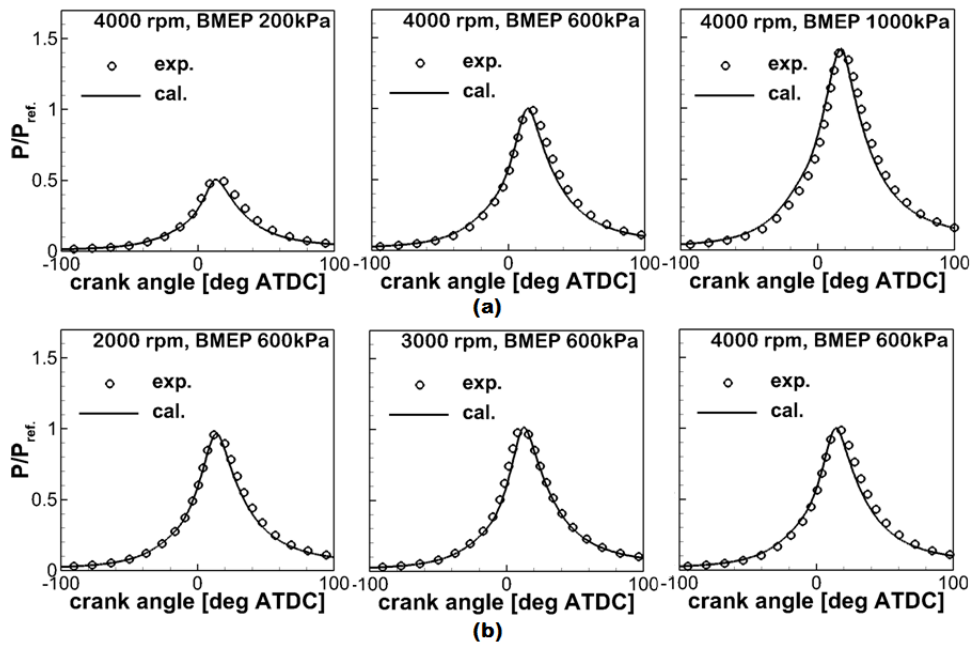 4000 rpm, BMEP 200kPa
exp.
cal.
1.5
1
0.5
0
P/Pref.
-100
0
100
crank angle [deg ATDC]
4000 rpm, BMEP 600kPa
exp.
cal.
-100
0
100
crank angle [deg ATDC]
4000 rpm, BMEP 1000kPa
exp.
cal.
-100
0
100
crank angle [deg ATDC]
(a)
2000 rpm, BMEP 600kPa
exp.
cal.
1.5
1
0.5
0
P/Pref.
-100
0
100
crank angle [deg ATDC]
3000 rpm, BMEP 600kPa
exp.
cal.
-100
0
100
crank angle [deg ATDC]
4000 rpm, BMEP 600kPa
exp.
cal.
-100
0
100
crank angle [deg ATDC]
(b)